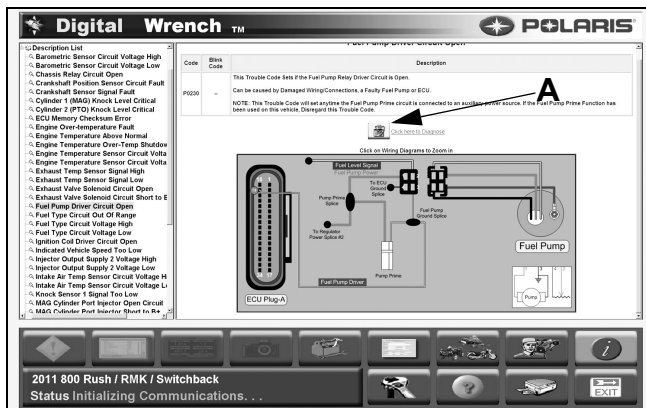 Digital Wrench TM
POLARIS
Description List
Barometric Sensor Circuit Voltage High
Barometric Sensor Circuit Voltage Low
Chassis Relay Circuit Open
Crankshaft Position Sensor Circuit Fault
Crankshaft Sensor Signal Fault
Cylinder 1 (MAG) Knock Level Critical
Cylinder 2 (PTO) Knock Level Critical
ECU Memory Checksum Error
Engine Over-temperature Fault
Engine Temperature Above Normal
Engine Temperature Over-Temp Shutdow
Engine Temperature Sensor Circuit Volta
Engine Temperature Sensor Circuit Volta
Exhaust Temp Sensor Signal High
Exhaust Temp Sensor Signal Low
Exhaust Valve Solenoid Circuit Open
Exhaust Valve Solenoid Circuit Short to B
Fuel Pump Driver Circuit Open
Fuel Type Circuit Out Of Range
Fuel Type Circuit Voltage High
Fuel Type Circuit Voltage Low
Ignition Coil Driver Circuit Open
Indicated Vehicle Speed Too Low
Injector Output Supply 2 Voltage High
Injector Output Supply 2 Voltage Low
Intake Air Temp Sensor Circuit Voltage H
Intake Air Temp Sensor Circuit Voltage L
Knock Sensor 1 Signal Too Low
MAG Cylinder Port Injector Open Circuit
MAG Cylinder Port Injector Short to B+
Fuel Pump Driver Circuit Open
Code Blink Code Description
P0230 -- This Trouble Code Sets if the Fuel Pump Relay Driver Circuit is Open.
Can be caused by Damaged Wiring/Connections, a Faulty Fuel Pump or ECU.
NOTE: This Trouble Code will set anytime the Fuel Pump Prime circuit is connected to an auxiliary power source. If the Fuel Pump Prime Function has
been used on this vehicle, Disregard this Trouble Code.
A
Click here to Diagnose
Click on Wiring Diagrams to Zoom in
Fuel Level Signal
Fuel Pump Power
To ECU
Ground
Splice
Pump Prime
Splice
Fuel Pump
Ground Splice
To Regulator
Power Splice #2
Fuel Pump
Pump Prime
Fuel Pump Driver
ECU Plug-A
Pump
2011 800 Rush / RMK / Switchback
Status Initializing Communications. . .
EXIT